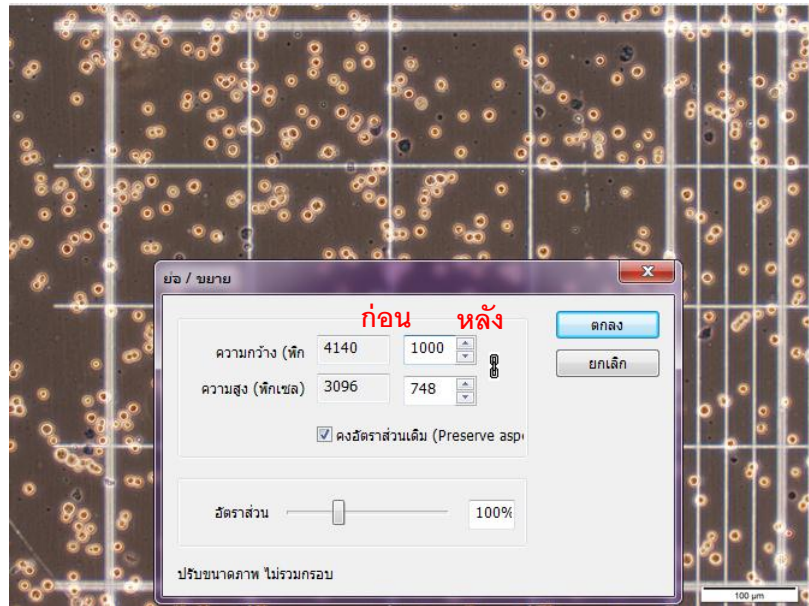 ย่อ / ขยาย
ก่อน หลัง
ความกว้าง (พิก 4140 1000
ความสูง (พิกเซล) 3096 748
คงอัตราส่วนเดิม (Preserve asp
อัตราส่วน 100%
ปรับขนาดภาพ ไม่รวมกรอบ
ตกลง
ยกเลิก
100 µm